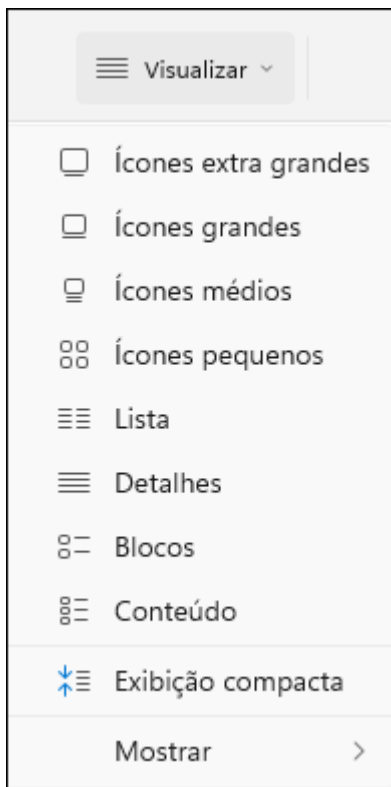 Visualizar
Ícones extra grandes
Ícones grandes
Ícones médios
Ícones pequenos
Lista
Detalhes
Blocos
Conteúdo
Exibição compacta
Mostrar